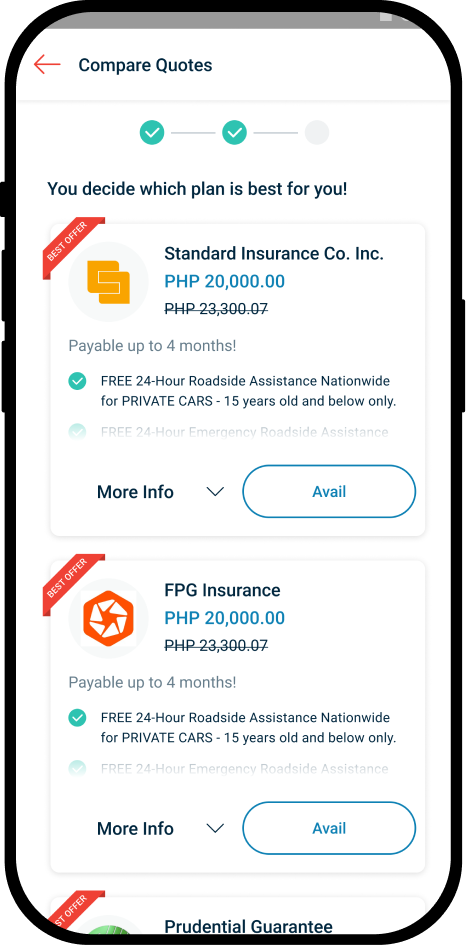 Compare Quotes
You decide which plan is best for you!
BEST OFFER
Standard Insurance Co. Inc.
PHP 20,000.00
PHP 23,300.07
Payable up to 4 months!
FREE 24-Hour Roadside Assistance Nationwide
for PRIVATE CARS - 15 years old and below only.
FREE 24-Hour Emergency Roadside Assistance
More Info
Avail
BEST OFFER
FPG Insurance
PHP 20,000.00
PHP 23,300.07
Payable up to 4 months!
FREE 24-Hour Roadside Assistance Nationwide
for PRIVATE CARS - 15 years old and below only.
FREE 24-Hour Emergency Roadside Assistance
More Info
Avail
BEST OFFER
Prudential Guarantee